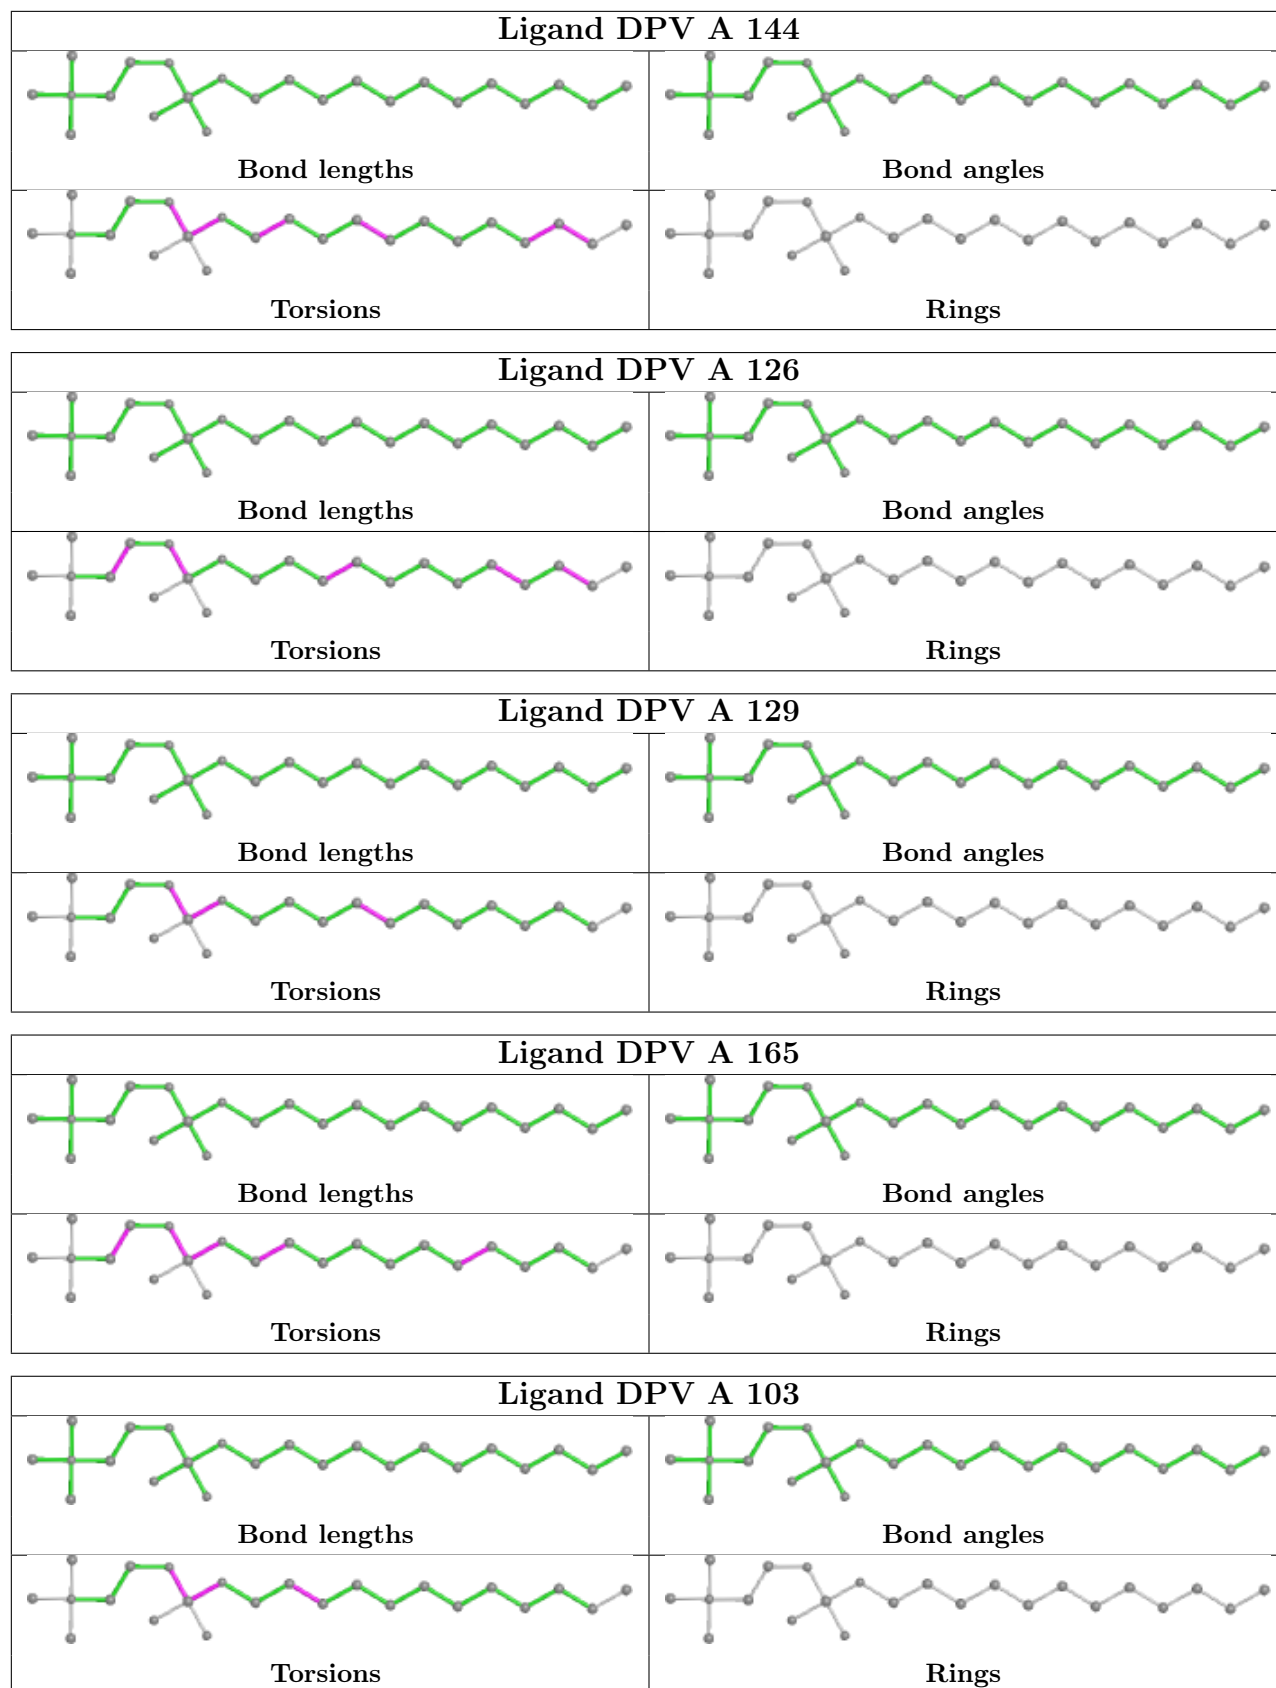 Ligand DPV A 144
Bond lengths
Bond angles
Torsions
Rings
Ligand DPV A 126
Bond lengths
Bond angles
Torsions
Rings
Ligand DPV A 129
Bond lengths
Bond angles
Torsions
Rings
Ligand DPV A 165
Bond lengths
Bond angles
Torsions
Rings
Ligand DPV A 103
Bond lengths
Bond angles
Torsions
Rings